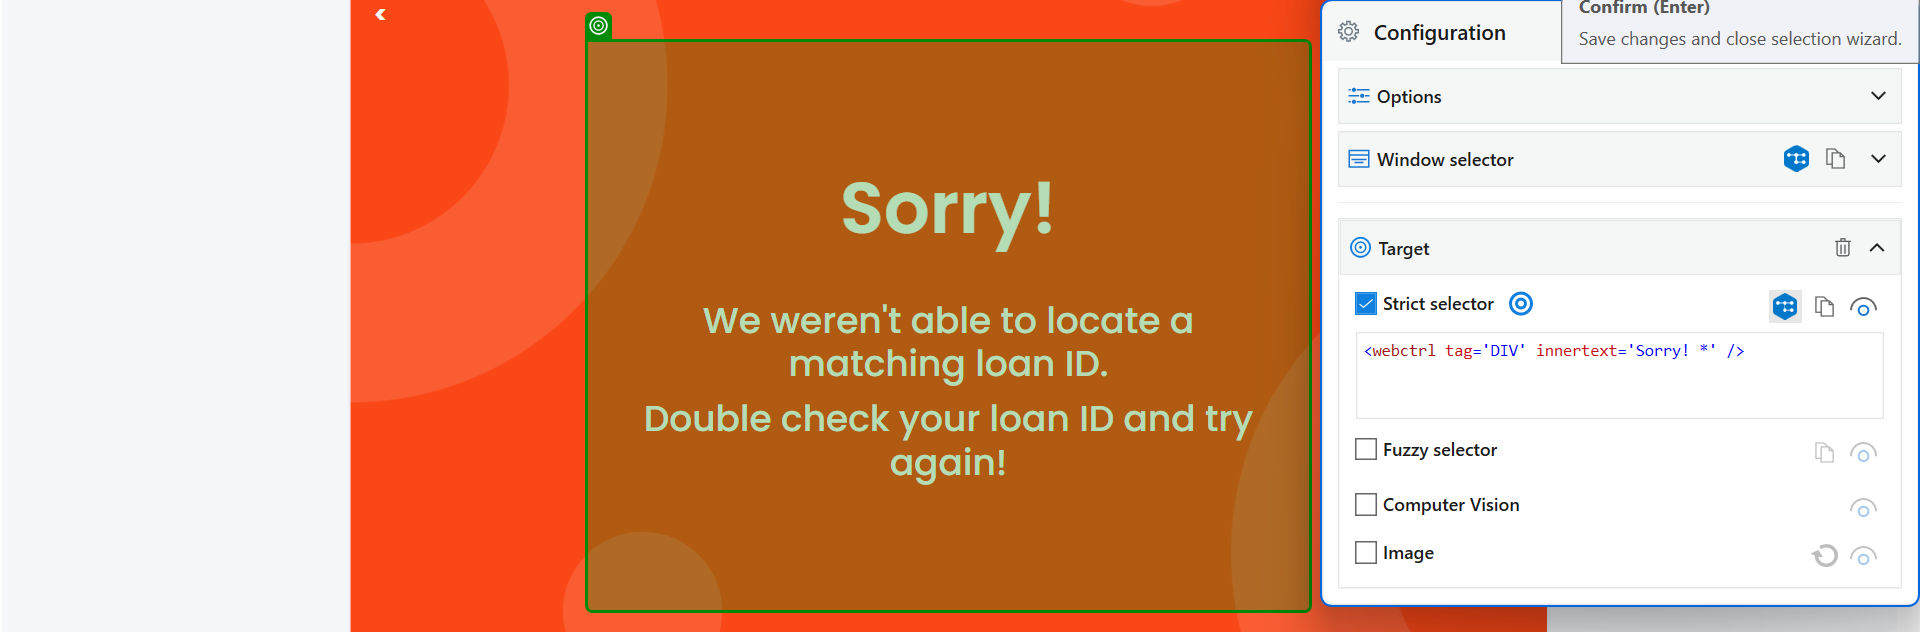 Sorry!
We weren't able to locate a
matching loan ID.
Double check your loan ID and try
again!
Confirm (Enter)
Save changes and close selection wizard.
Configuration
Options
Window selector
Target
Strict selector
<webctrl tag='DIV' innertext='Sorry! *' />
Fuzzy selector
Computer Vision
Image